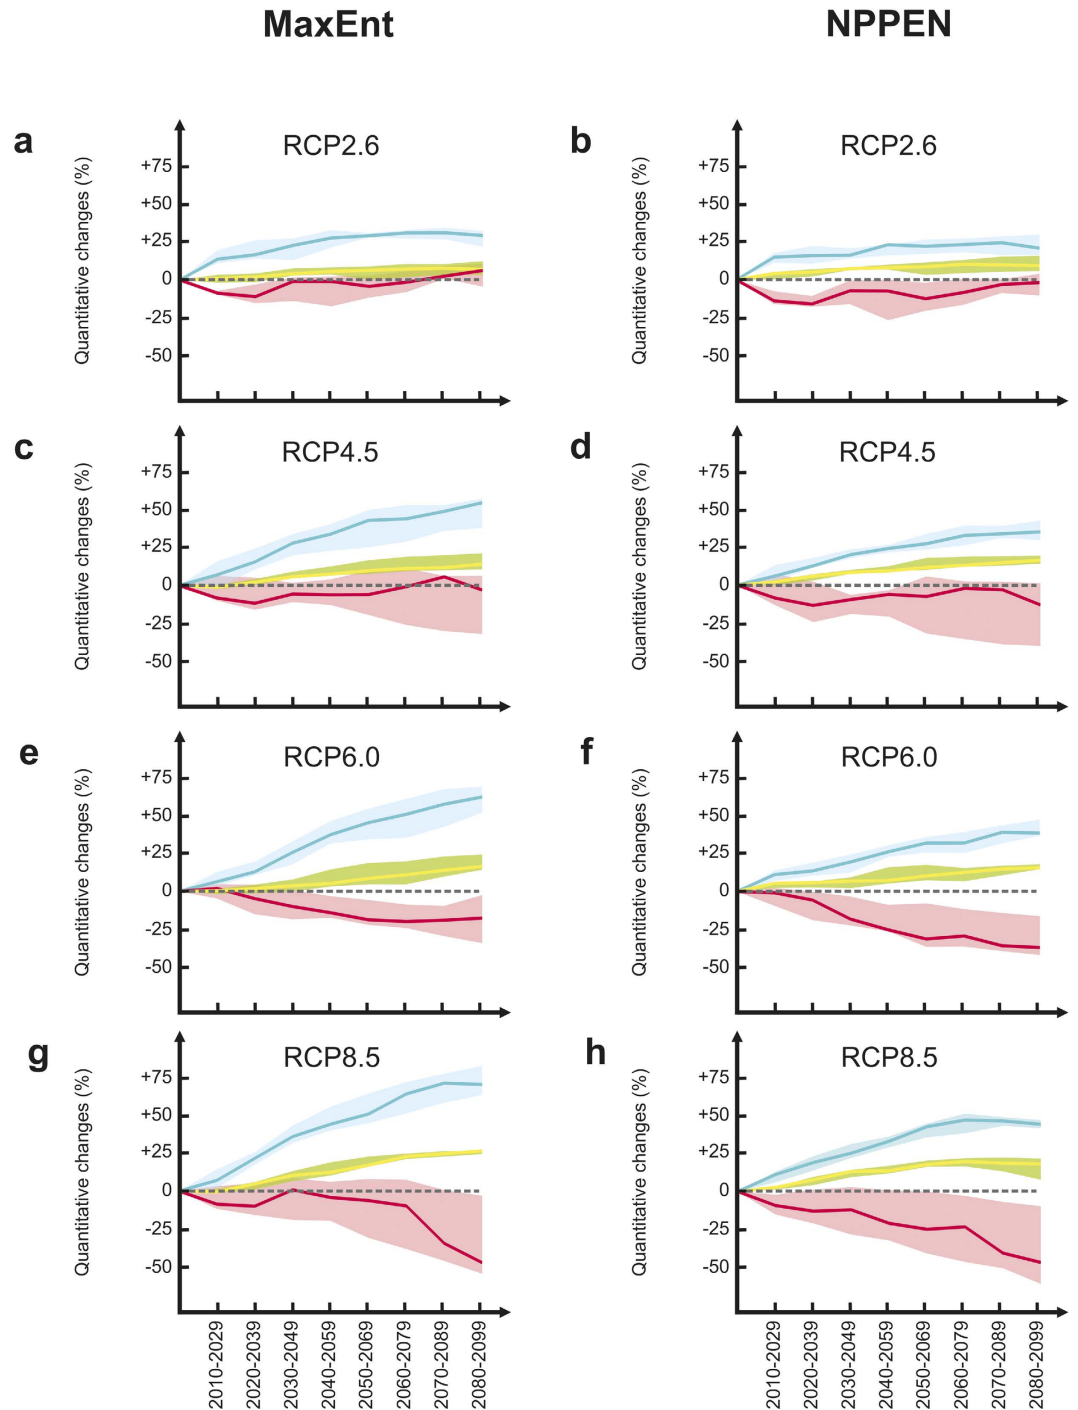 MaxEnt
NPPEN
a
RCP2.6
Quantitative changes (%)
+75
+50
+25
0
-25
-50
b
RCP2.6
Quantitative changes (%)
+75
+50
+25
0
-25
-50
c
RCP4.5
Quantitative changes (%)
+75
+50
+25
0
-25
-50
d
RCP4.5
Quantitative changes (%)
+75
+50
+25
0
-25
-50
e
RCP6.0
Quantitative changes (%)
+75
+50
+25
0
-25
-50
f
RCP6.0
Quantitative changes (%)
+75
+50
+25
0
-25
-50
g
RCP8.5
Quantitative changes (%)
+75
+50
+25
0
-25
-50
2010-2029
2020-2039
2030-2049
2040-2059
2050-2069
2060-2079
2070-2089
2080-2099
h
RCP8.5
Quantitative changes (%)
+75
+50
+25
0
-25
-50
2010-2029
2020-2039
2030-2049
2040-2059
2050-2069
2060-2079
2070-2089
2080-2099